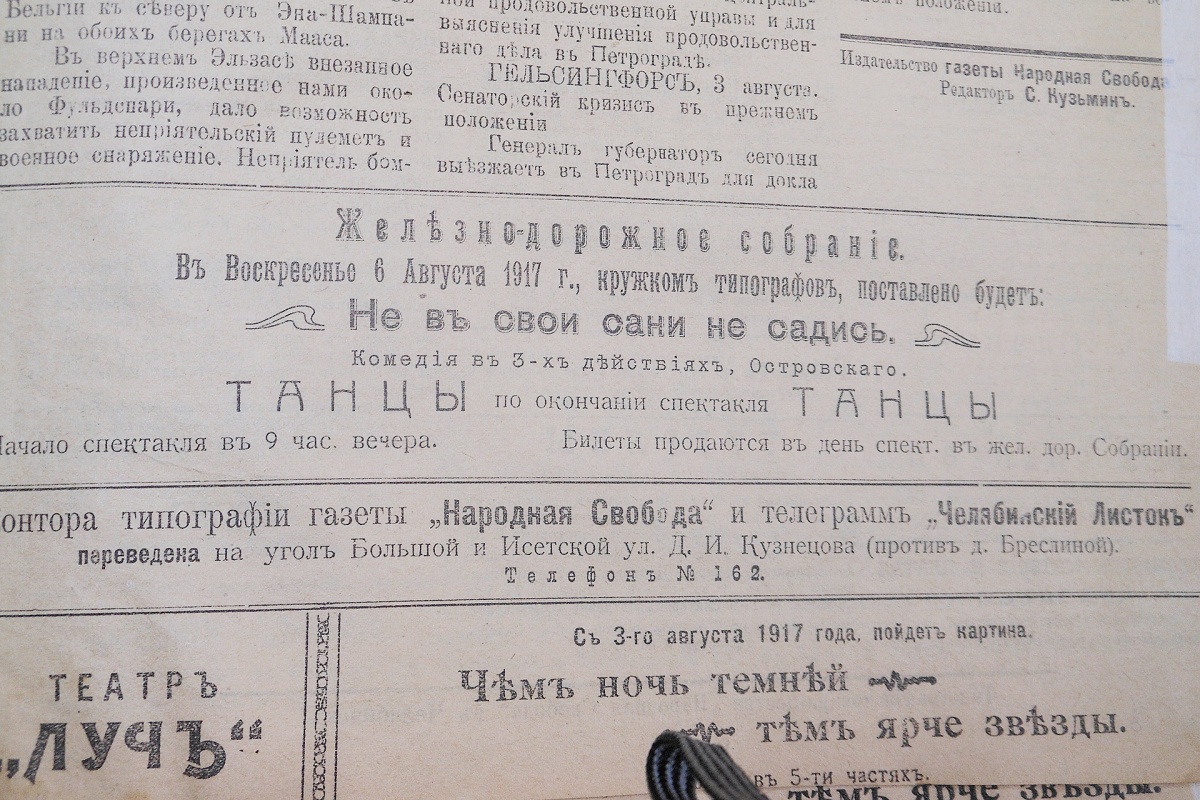 Бельгіи къ сѣверу отъ Эна-Шампа-
ни на обоихъ берегахъ Мааса.
Въ верхнемъ Эльзасѣ внезапное
нападеніе, произведенное нами око-
ло Фульдспари, дало возможность
захватить непріятельскій пулеметъ и
военное снаряженіе. Непріятель бом-
ной продовольственной управы и для
выясненія улучшенія продовольствен-
наго дѣла въ Петроградѣ.
ГЕЛЬСИНГФОРСЪ, 3 августа.
Сенаторскій кризисъ въ прежнемъ
положеніи
Генералъ губернаторъ сегодня
выѣзжаетъ въ Петроградъ для докла
положеніи.
Издательство газеты Народная Свобода
Редакторъ С. Кузьминъ.
Желѣзно-дорожное собраніе.
Въ Воскресенье 6 Августа 1917 г., кружкомъ типографовъ, поставлено будетъ:
Не въ свои сани не садись.
Комедія въ 3-хъ дѣйствіяхъ, Островскаго.
ТАНЦЫ по окончаніи спектакля ТАНЦЫ
Начало спектакля въ 9 час. вечера. Билеты продаются въ день спект. въ жел. дор. Собраніи.
онтора типографіи газеты „Народная Свобода“ и телеграммъ „Челябинскій Листокъ“
переведена на уголъ Большой и Исетской ул. Д. И. Кузнецова (противъ д. Бреслиной).
Телефонъ № 162.
ТЕАТРЪ
„ЛУЧЪ“
Съ 3-го августа 1917 года, пойдетъ картина.
Чѣмъ ночь темнѣй
тѣмъ ярче звѣзды.
въ 5-ти частяхъ.
тѣмъ ярче звѣзды.